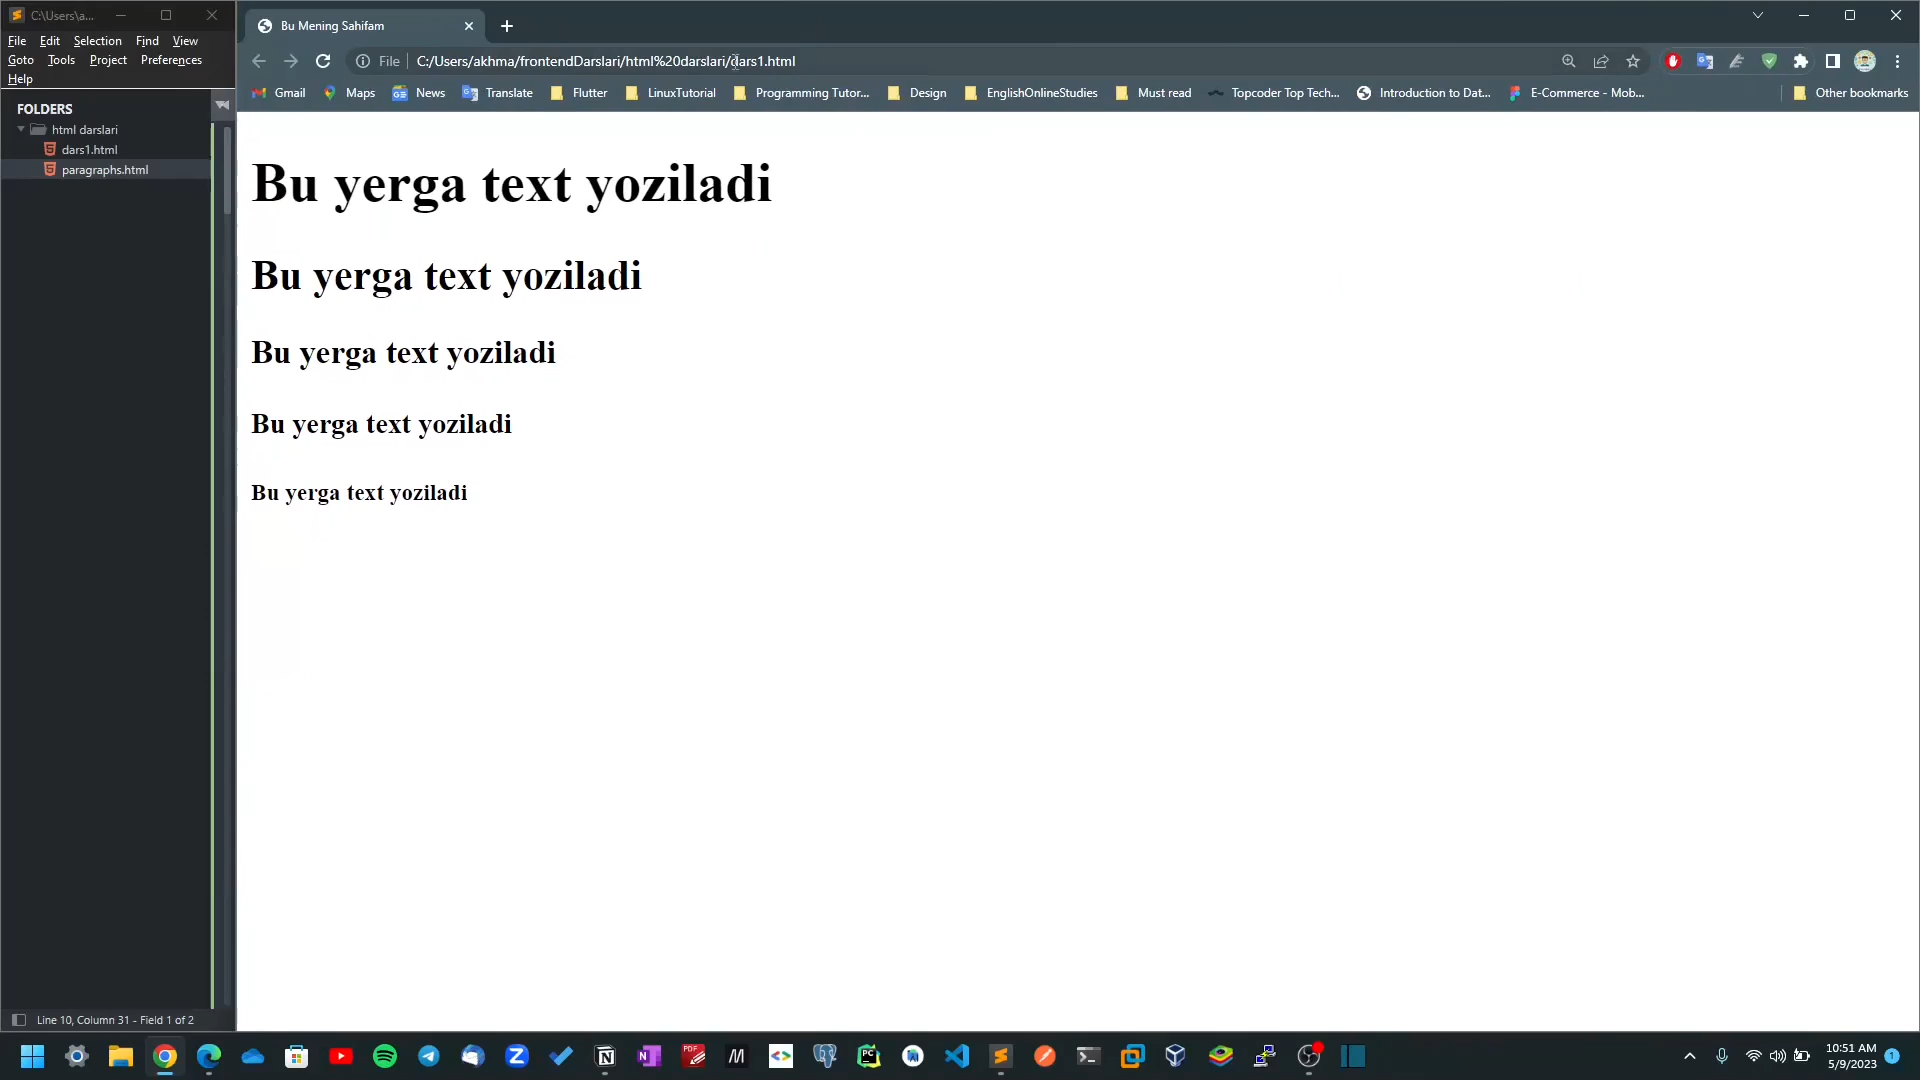 C:\Users\a...
File Edit Selection Find View
Goto Tools Project Preferences
Help
FOLDERS
html darslari
dars1.html
paragraphs.html
Line 10, Column 31 - Field 1 of 2
Bu Mening Sahifam
File C:/Users/akhma/frontendDarslari/html%20darslari/dars1.html
Gmail Maps News Translate Flutter LinuxTutorial Programming Tutor... Design EnglishOnlineStudies Must read Topcoder Top Tech... Introduction to Dat... E-Commerce - Mob... Other bookmarks
Bu yerga text yoziladi
Bu yerga text yoziladi
Bu yerga text yoziladi
Bu yerga text yoziladi
Bu yerga text yoziladi
10:51 AM
5/9/2023
1